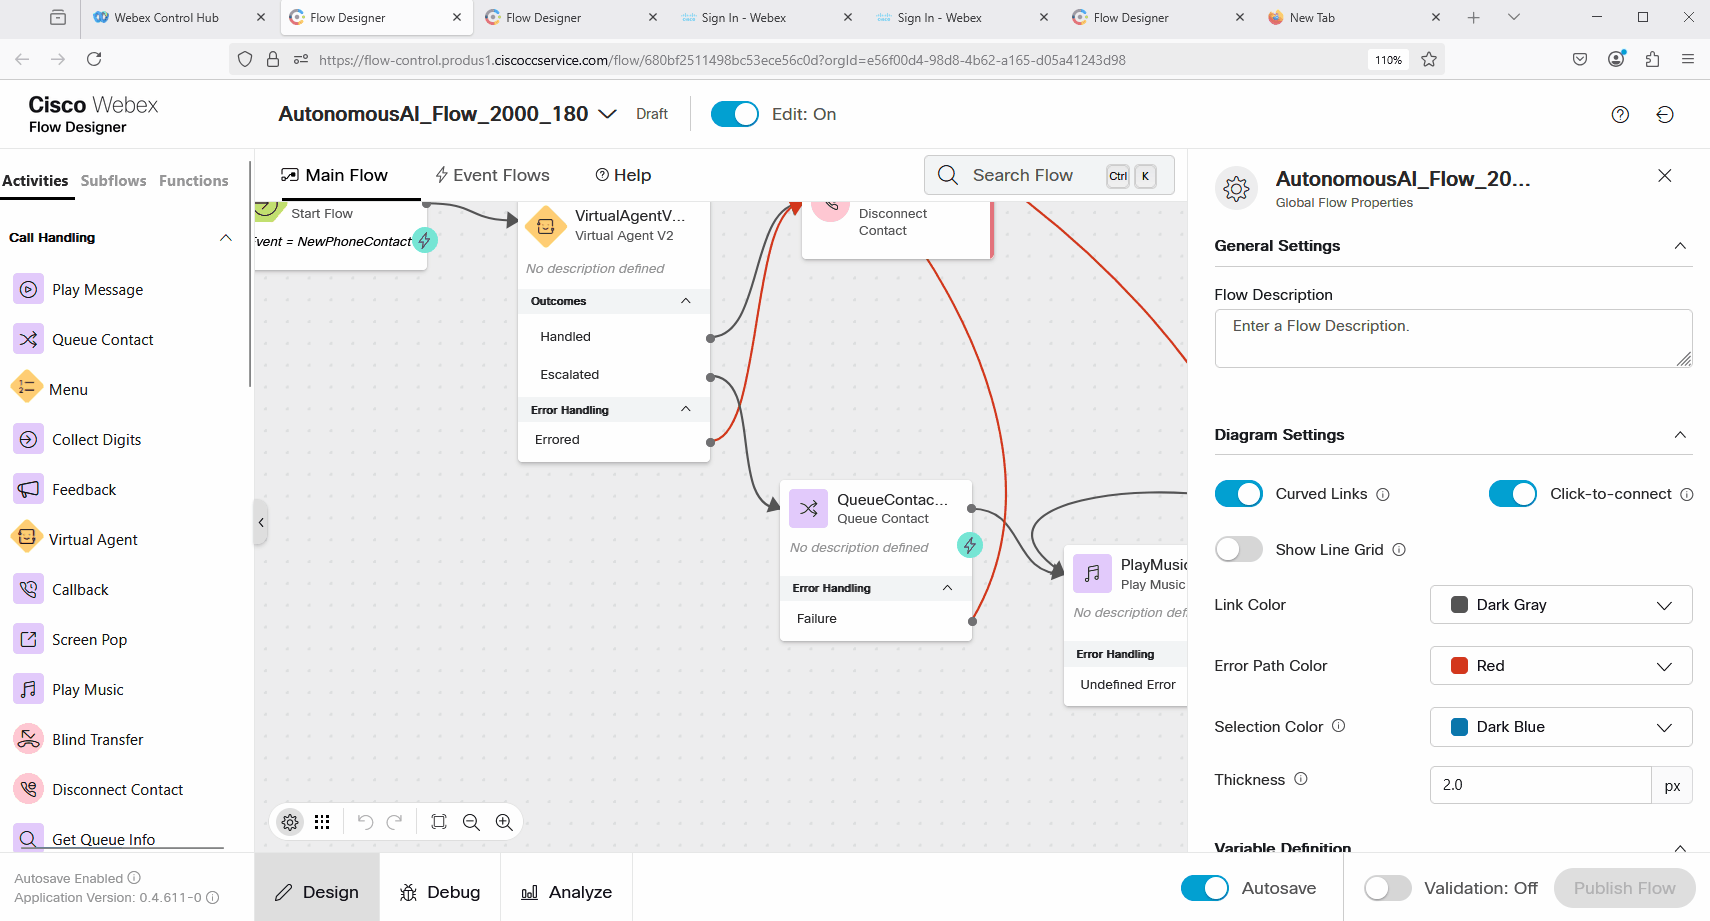 Webex Control Hub
Flow Designer
Flow Designer
Sign In - Webex
Sign In - Webex
Flow Designer
New Tab
https://flow-control.produs1.ciscoccservice.com/flow/680bf2511498bc53ece56c0d?orgId=e56f00d4-98d8-4b62-a165-d05a41243d98
110%
Cisco Webex
Flow Designer
AutonomousAI_Flow_2000_180
Draft
Edit: On
Activities
Subflows
Functions
Call Handling
Play Message
Queue Contact
Menu
Collect Digits
Feedback
Virtual Agent
Callback
Screen Pop
Play Music
Blind Transfer
Disconnect Contact
Get Queue Info
Autosave Enabled
Application Version: 0.4.611-0
Main Flow
Event Flows
Help
Search Flow
Ctrl
K
Start Flow
Event = NewPhoneContact
VirtualAgentV...
Virtual Agent V2
No description defined
Outcomes
Handled
Escalated
Error Handling
Errored
Disconnect
Contact
QueueContac...
Queue Contact
No description defined
Error Handling
Failure
PlayMusic
Play Music
No description defi
Error Handling
Undefined Error
AutonomousAI_Flow_20...
Global Flow Properties
General Settings
Flow Description
Enter a Flow Description.
Diagram Settings
Curved Links
Click-to-connect
Show Line Grid
Link Color
Dark Gray
Error Path Color
Red
Selection Color
Dark Blue
Thickness
2.0
px
Variable Definition
Design
Debug
Analyze
Autosave
Validation: Off
Publish Flow